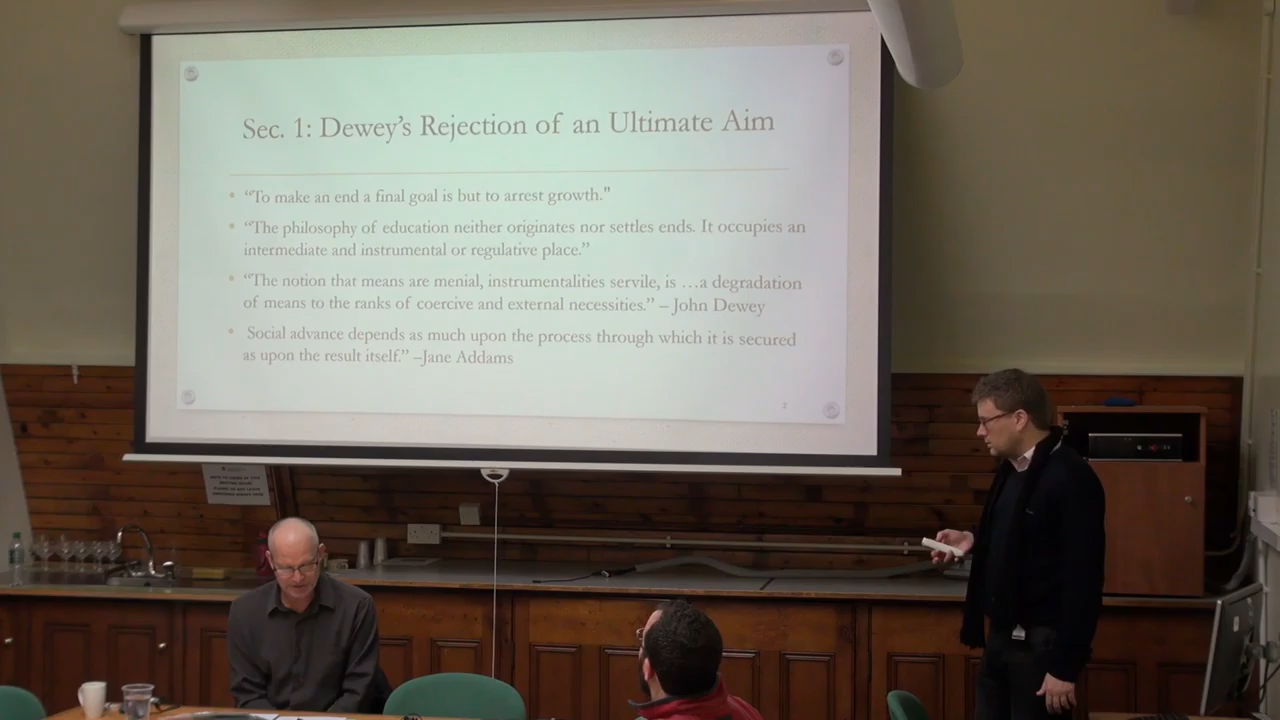 Sec. 1: Dewey’s Rejection of an Ultimate Aim
• “To make an end a final goal is but to arrest growth."
• “The philosophy of education neither originates nor settles ends. It occupies an
intermediate and instrumental or regulative place.”
• “The notion that means are menial, instrumentalities servile, is …a degradation
of means to the ranks of coercive and external necessities.” – John Dewey
• Social advance depends as much upon the process through which it is secured
as upon the result itself.” –Jane Addams
2